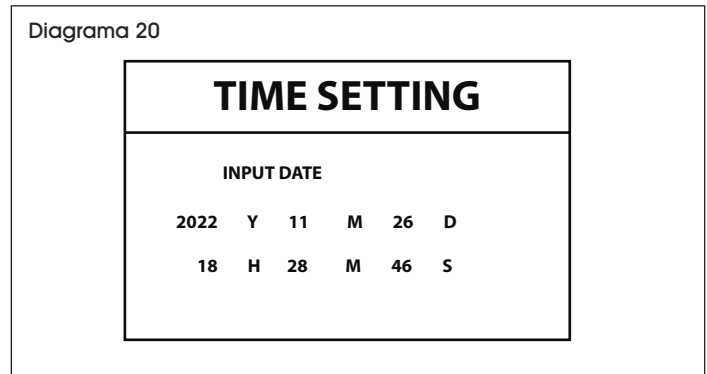 Diagrama 20
TIME SETTING
INPUT DATE
2022 Y 11 M 26 D
18 H 28 M 46 S